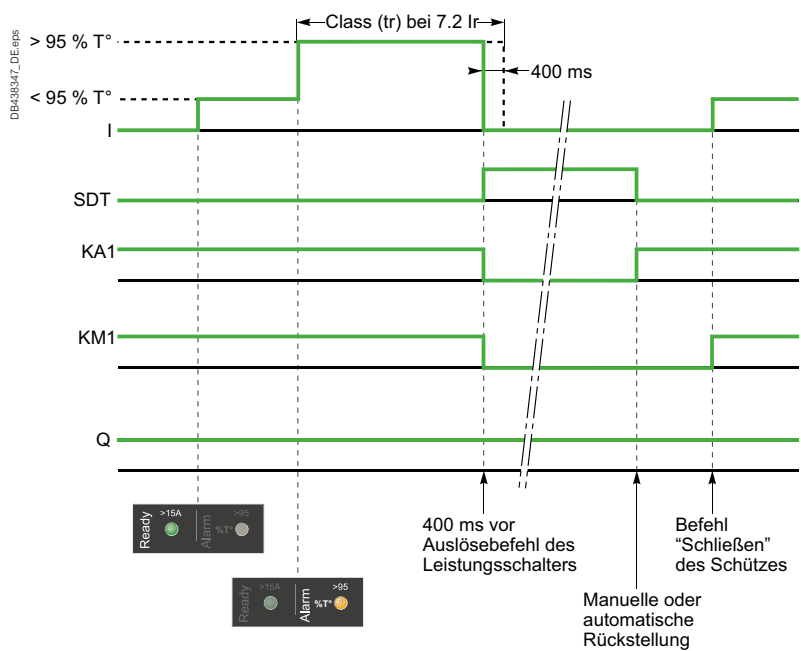 DB438347_DE.eps
Class (tr) bei 7.2 Ir
> 95 % T°
400 ms
< 95 % T°
I
SDT
KA1
KM1
Q
Ready >15A Alarm %T° >95
Ready >15A Alarm %T° >95
400 ms vor
Auslösebefehl des
Leistungsschalters
Befehl
“Schließen”
des Schützes
Manuelle oder
automatische
Rückstellung